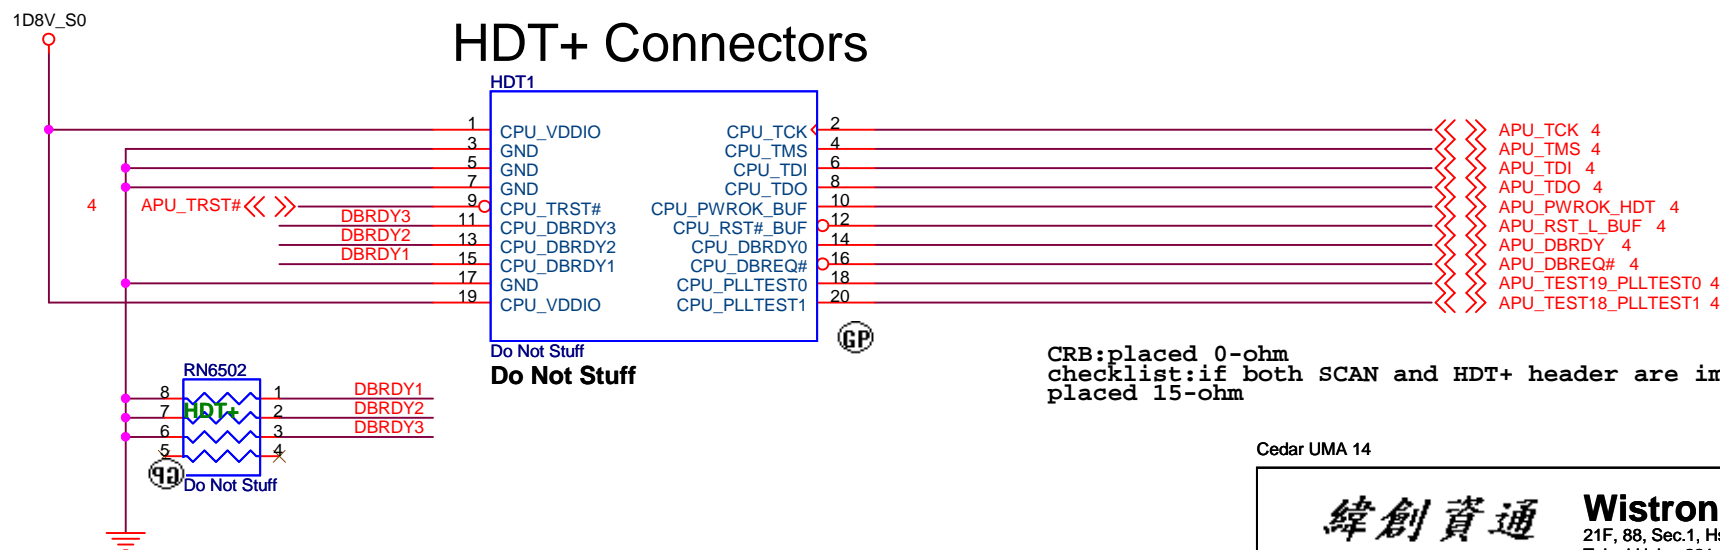 1D8V_S0
HDT+ Connectors
HDT1
1 CPU_VDDIO CPU_TCK 2 APU_TCK 4
3 GND CPU_TMS 4 APU_TMS 4
5 GND CPU_TDI 6 APU_TDI 4
7 GND CPU_TDO 8 APU_TDO 4
4 APU_TRST# 9 CPU_TRST# CPU_PWROK_BUF 10 APU_PWROK_HDT 4
DBRDY3 11 CPU_DBRDY3 CPU_RST#_BUF 12 APU_RST_L_BUF 4
DBRDY2 13 CPU_DBRDY2 CPU_DBRDY0 14 APU_DBRDY 4
DBRDY1 15 CPU_DBRDY1 CPU_DBREQ# 16 APU_DBREQ# 4
17 GND CPU_PLLTEST0 18 APU_TEST19_PLLTEST0 4
19 CPU_VDDIO CPU_PLLTEST1 20 APU_TEST18_PLLTEST1 4
GP
Do Not Stuff
Do Not Stuff
CRB:placed 0-ohm
checklist:if both SCAN and HDT+ header are im
placed 15-ohm
RN6502
8 1 DBRDY1
7 HDT+ 2 DBRDY2
6 3 DBRDY3
5 4
GP
Do Not Stuff
Cedar UMA 14
緯創資通 Wistron
21F, 88, Sec.1, Hs